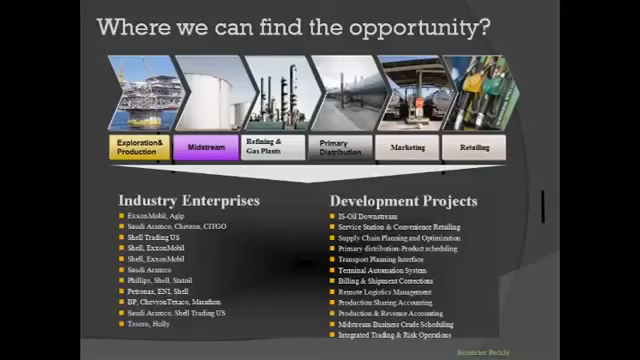 Where we can find the opportunity?
Exploration&
Production
Midstream
Refining &
Gas Plants
Primary
Distribution
Marketing
Retailing
Industry Enterprises
ExxonMobil, Agip
Saudi Aramco, Chevron, CITGO
Shell Trading US
Shell, ExxonMobil
Shell, ExxonMobil
Saudi Aramco
Phillips, Shell, Statoil
Petronas, ENI, Shell
BP, ChevronTexaco, Marathon
Saudi Aramco, Shell Trading US
Tesoro, Holly
Development Projects
IS-Oil Downstream
Service Station & Convenience Retailing
Supply Chain Planning and Optimization
Primary distribution-Product scheduling
Transport Planning Interface
Terminal Automation System
Billing & Shipment Corrections
Remote Logistics Management
Production Sharing Accounting
Production & Revenue Accounting
Midstream Business Crude Scheduling
Integrated Trading & Risk Operations